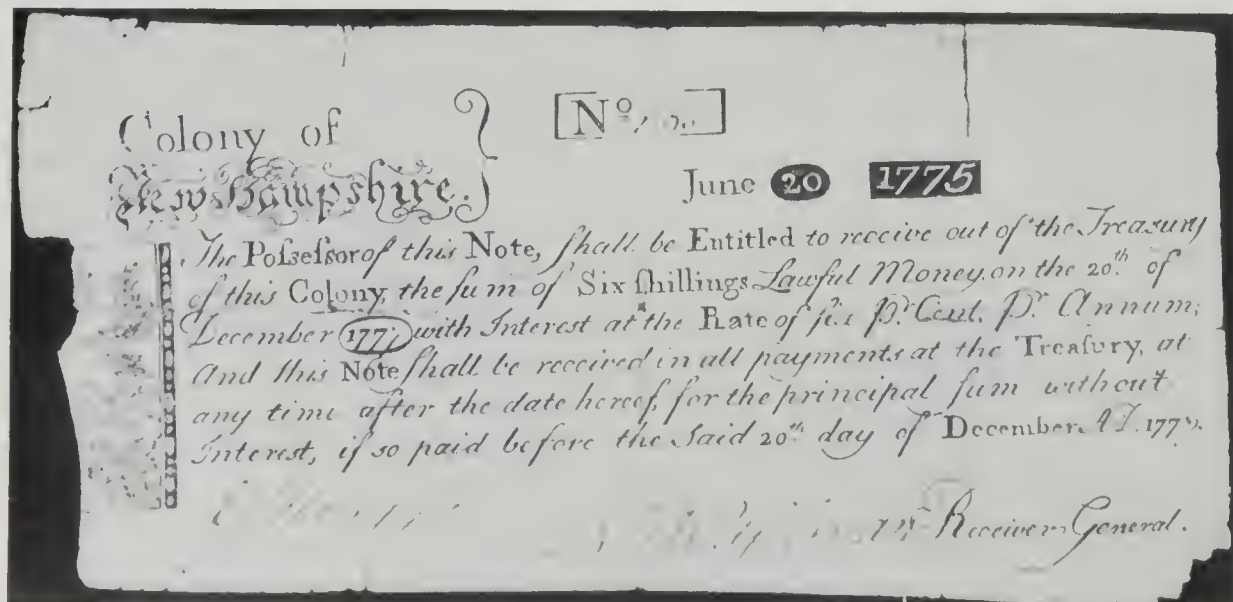 Colony of
New Hampshire.
Nº
June 20 1775
The Poſseſsor of this Note, ſhall be Entitled to receive out of the Treasury
of this Colony, the ſum of Six ſhillings Lawful Money, on the 20th. of
December 1777, with Interest at the Rate of ſix Pr. Cent. Pr. Annum;
And this Note ſhall be received in all payments at the Treaſury, at
any time after the date hereof, for the principal ſum without
Interest, if so paid before the Said 20th. day of December
Receiver General.